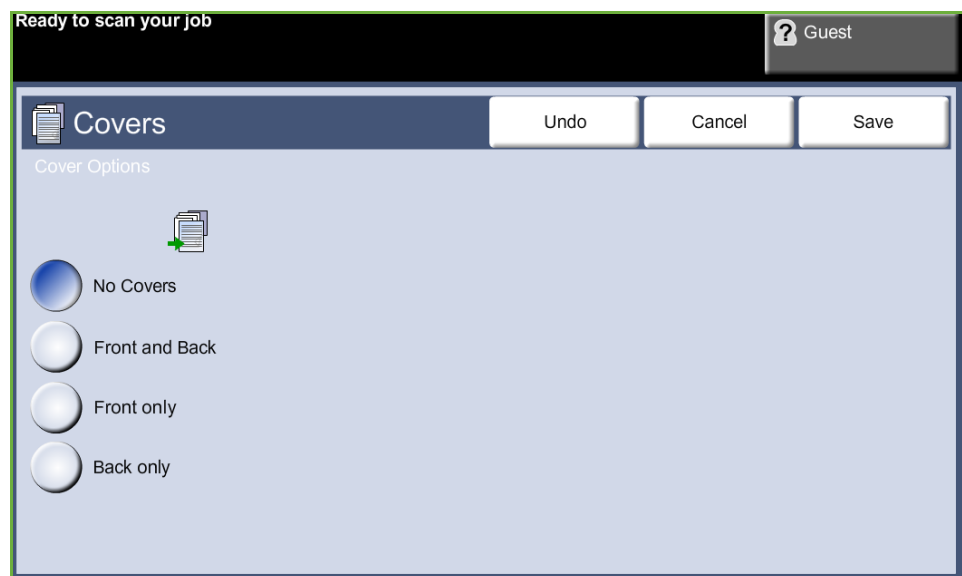 Ready to scan your job
? Guest
Covers
Undo
Cancel
Save
Cover Options
No Covers
Front and Back
Front only
Back only